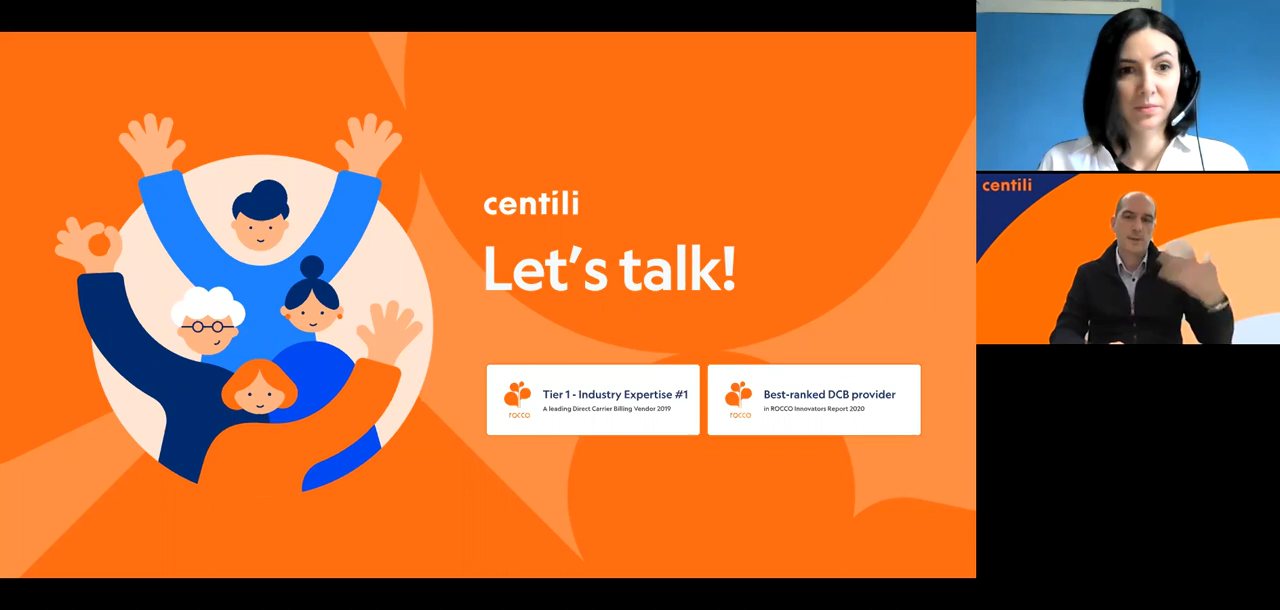 centili
Let's talk!
rocco
Tier 1 - Industry Expertise #1
A leading Direct Carrier Billing Vendor 2019
rocco
Best-ranked DCB provider
in ROCCO Innovators Report 2020
centili